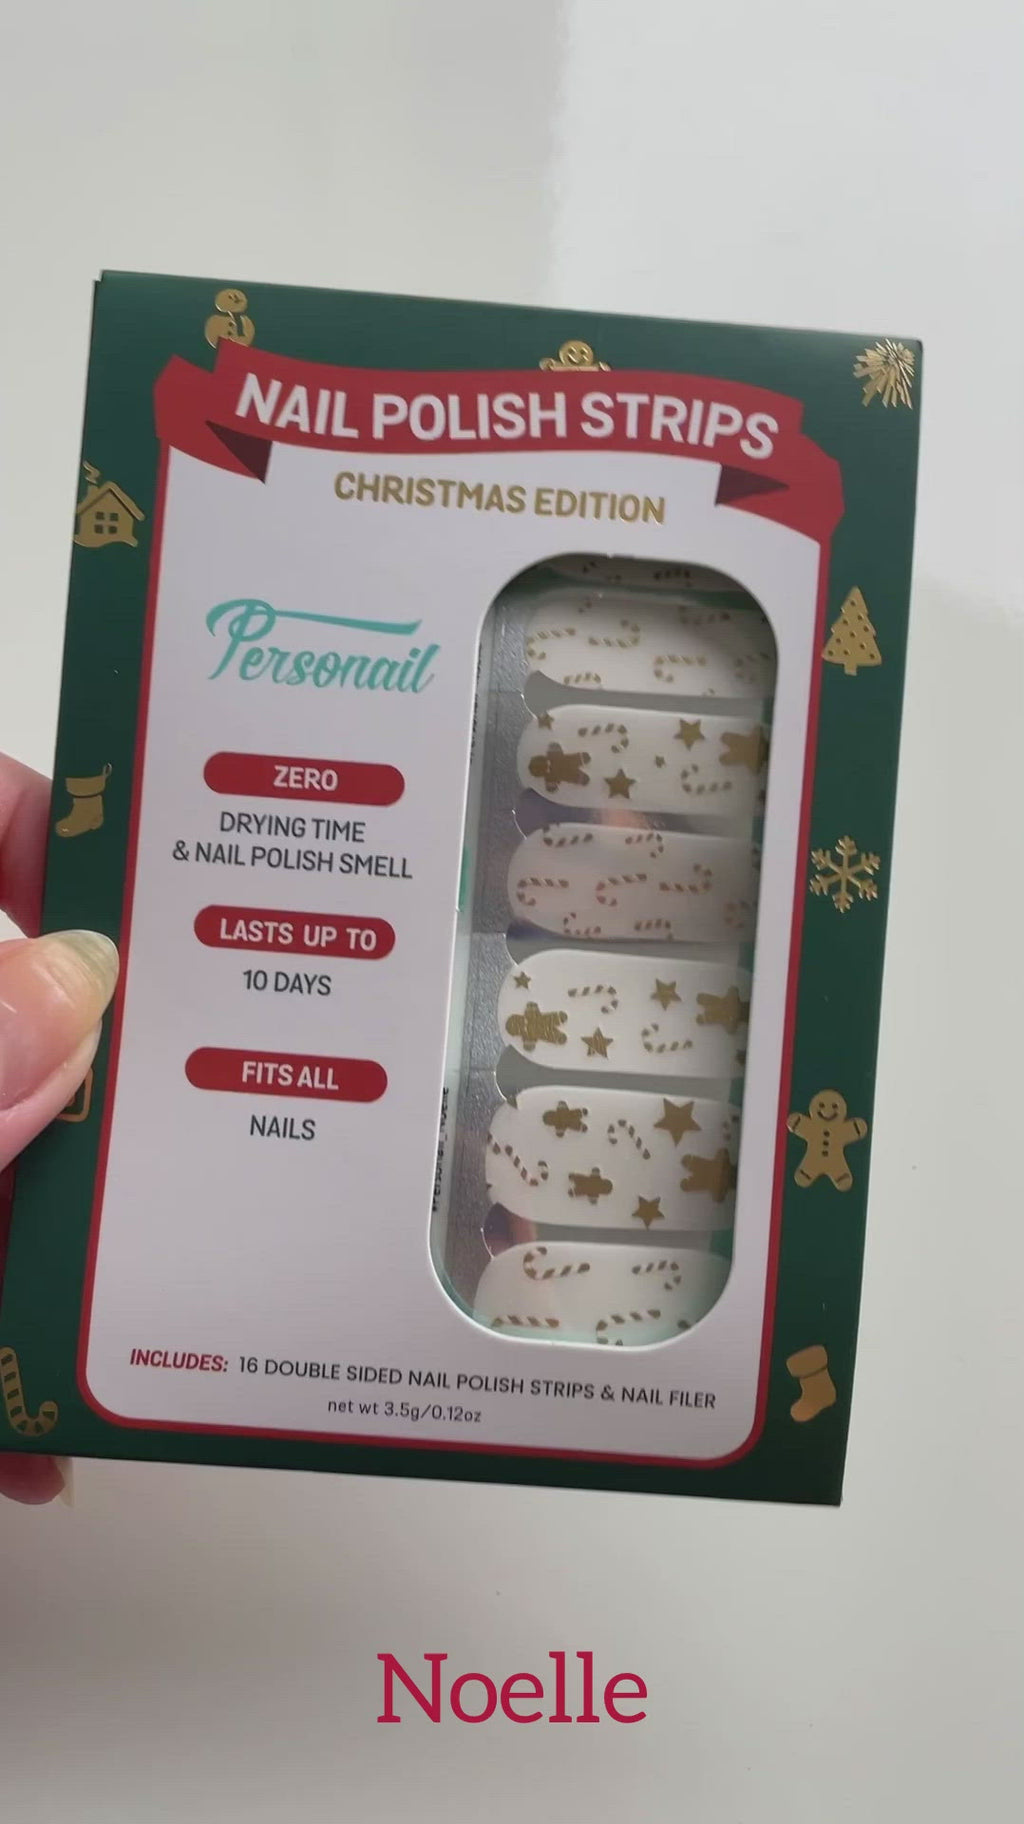 NAIL POLISH STRIPS
CHRISTMAS EDITION
Personail
ZERO
DRYING TIME
& NAIL POLISH SMELL
LASTS UP TO
10 DAYS
FITS ALL
NAILS
INCLUDES: 16 DOUBLE SIDED NAIL POLISH STRIPS & NAIL FILER
net wt 3.5g/0.12oz
Noelle